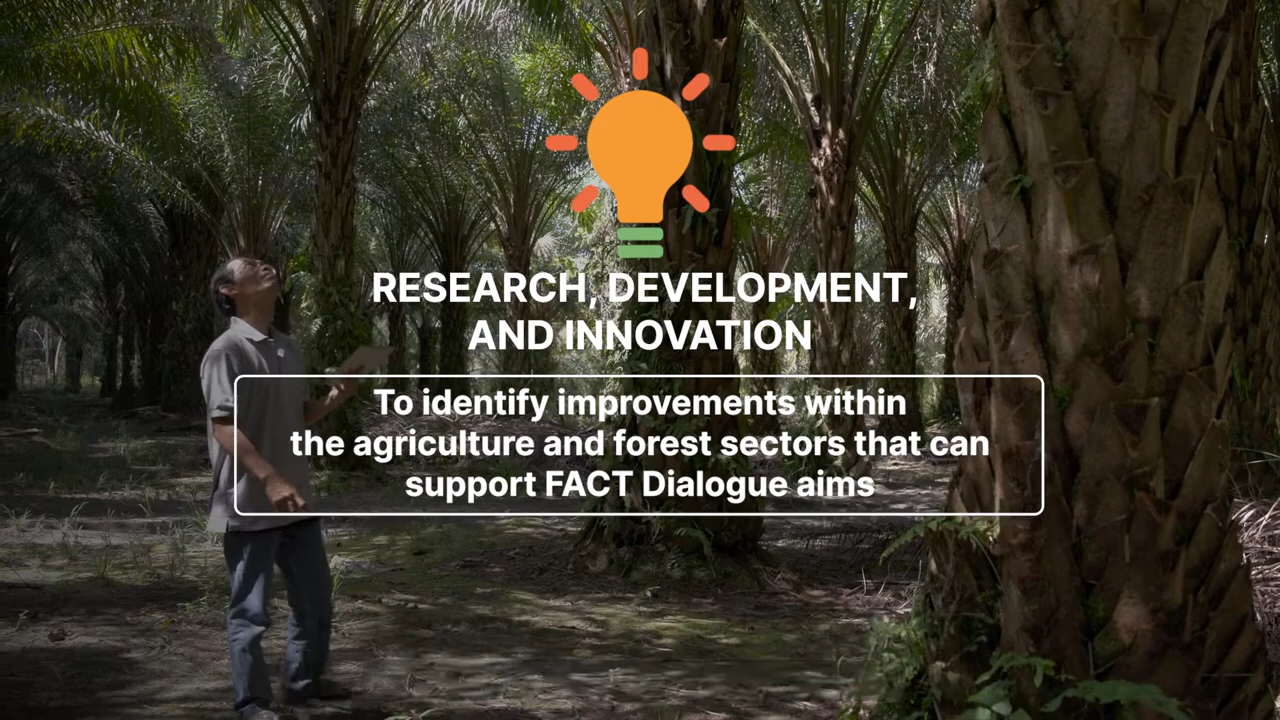 RESEARCH, DEVELOPMENT,
AND INNOVATION
To identify improvements within
the agriculture and forest sectors that can
support FACT Dialogue aims